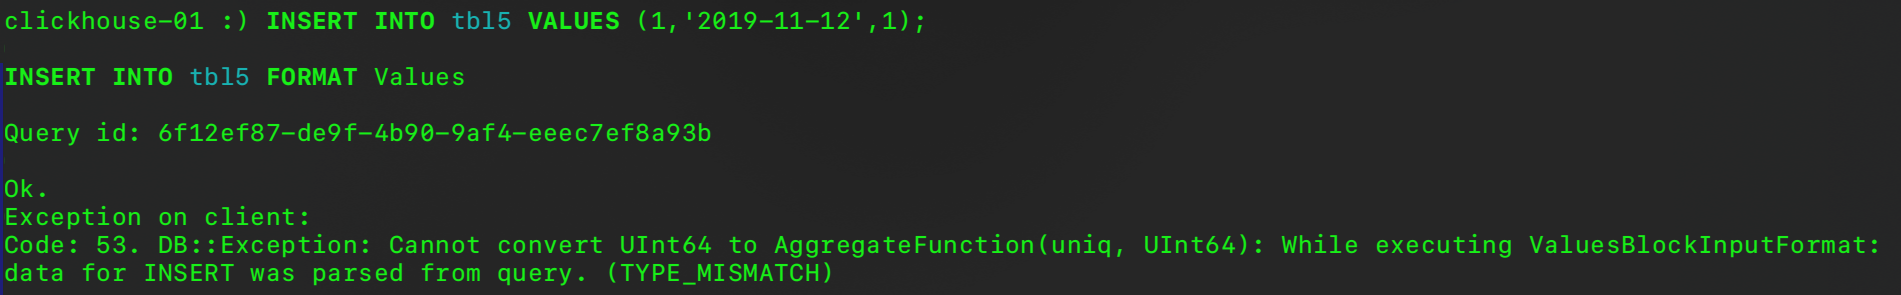 clickhouse-01 :) INSERT INTO tbl5 VALUES (1,'2019-11-12',1);
INSERT INTO tbl5 FORMAT Values
Query id: 6f12ef87-de9f-4b90-9af4-eeec7ef8a93b
Ok.
Exception on client:
Code: 53. DB::Exception: Cannot convert UInt64 to AggregateFunction(uniq, UInt64): While executing ValuesBlockInputFormat:
data for INSERT was parsed from query. (TYPE_MISMATCH)